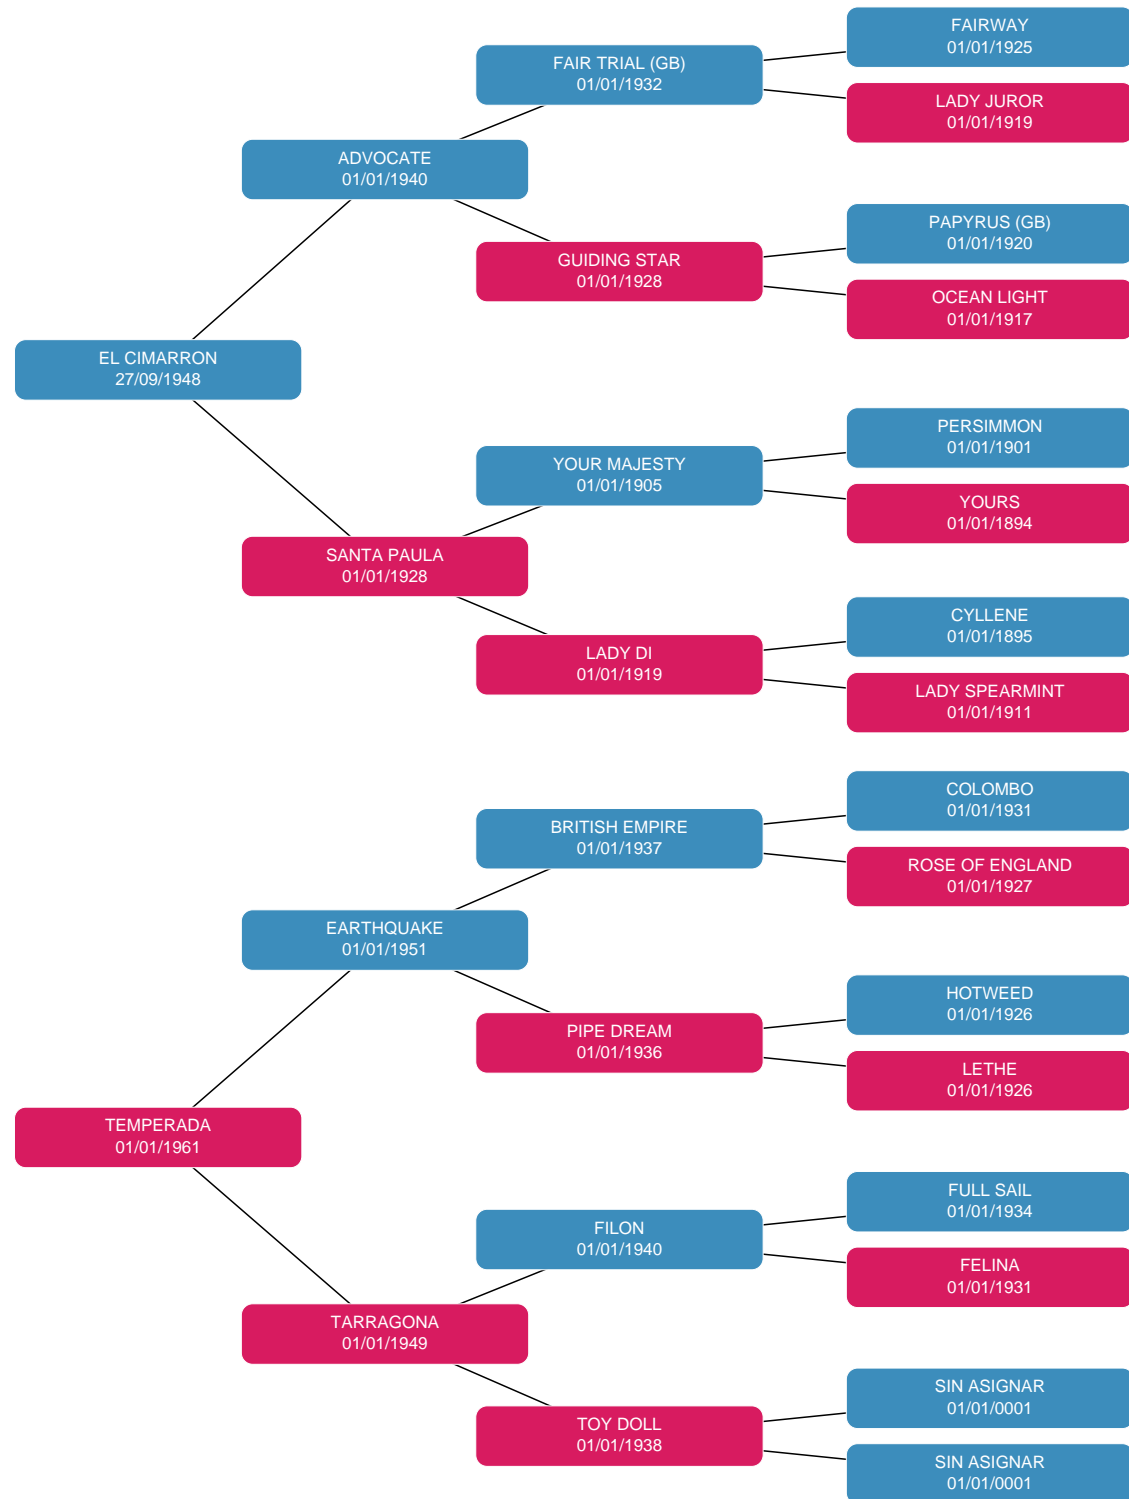 FAIRWAY
01/01/1925
FAIR TRIAL (GB)
01/01/1932
LADY JUROR
01/01/1919
ADVOCATE
01/01/1940
PAPYRUS (GB)
01/01/1920
GUIDING STAR
01/01/1928
OCEAN LIGHT
01/01/1917
EL CIMARRON
27/09/1948
PERSIMMON
01/01/1901
YOUR MAJESTY
01/01/1905
YOURS
01/01/1894
SANTA PAULA
01/01/1928
CYLLENE
01/01/1895
LADY DI
01/01/1919
LADY SPEARMINT
01/01/1911
COLOMBO
01/01/1931
BRITISH EMPIRE
01/01/1937
ROSE OF ENGLAND
01/01/1927
EARTHQUAKE
01/01/1951
HOTWEED
01/01/1926
PIPE DREAM
01/01/1936
LETHE
01/01/1926
TEMPERADA
01/01/1961
FULL SAIL
01/01/1934
FILON
01/01/1940
FELINA
01/01/1931
TARRAGONA
01/01/1949
SIN ASIGNAR
01/01/0001
TOY DOLL
01/01/1938
SIN ASIGNAR
01/01/0001